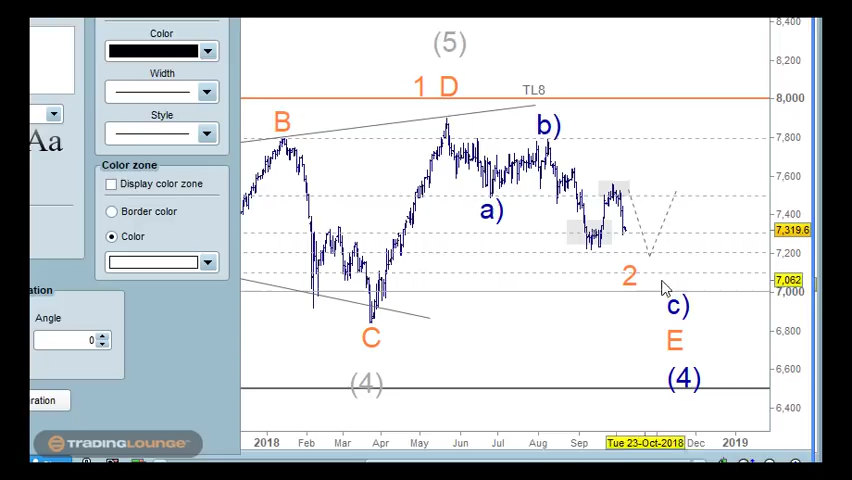 Color
Width
Style
Aa
Color zone
Display color zone
Border color
Color
Angle
0
TRADINGLOUNGE
(5)
1 D
TL8
B
b)
a)
2
c)
C
E
(4)
(4)
8,400
8,200
8,000
7,800
7,600
7,400
7,319.6
7,200
7,062
7,000
6,800
6,600
6,400
2018
Feb
Mar
Apr
May
Jun
Jul
Aug
Sep
Tue 23-Oct-2018
Dec
2019